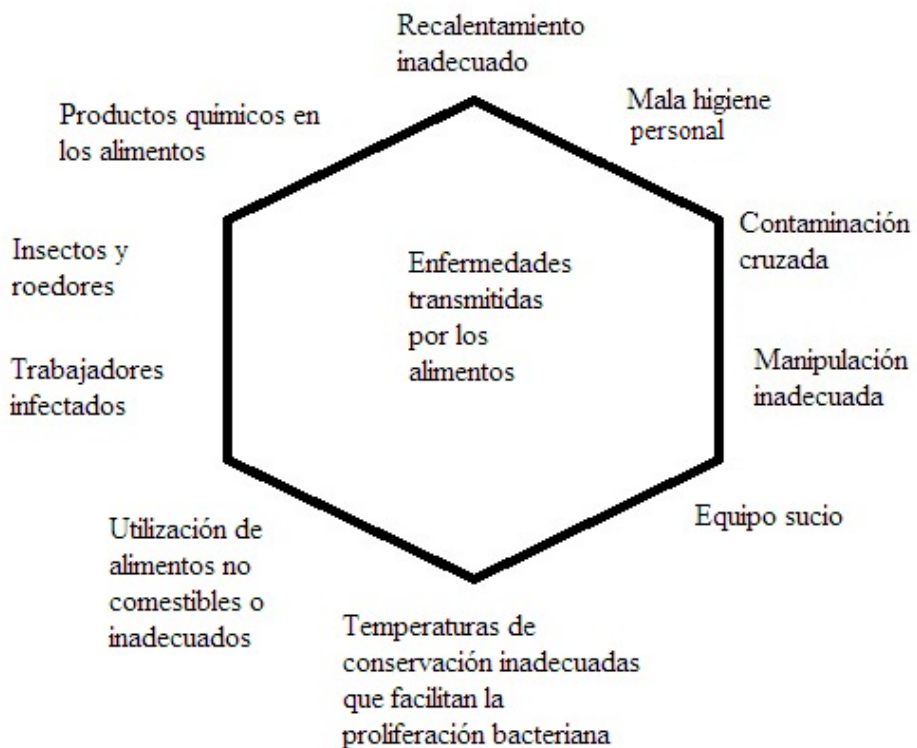 Recalentamiento
inadecuado
Mala higiene
personal
Productos quimicos en
los alimentos
Contaminación
cruzada
Insectos y
roedores
Enfermedades
transmitidas
por los
alimentos
Manipulación
inadecuada
Trabajadores
infectados
Equipo sucio
Utilización de
alimentos no
comestibles o
inadecuados
Temperaturas de
conservación inadecuadas
que facilitan la
proliferación bacteriana